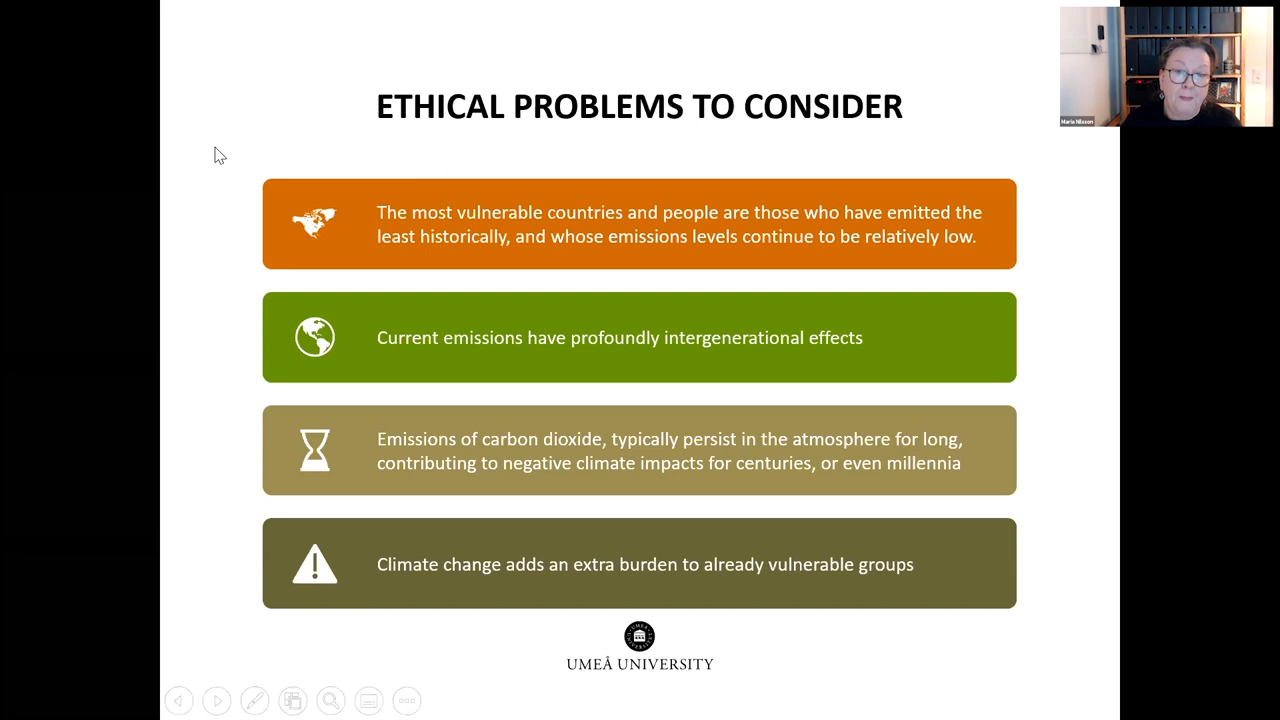 ETHICAL PROBLEMS TO CONSIDER
Maria Nilsson
The most vulnerable countries and people are those who have emitted the
least historically, and whose emissions levels continue to be relatively low.
Current emissions have profoundly intergenerational effects
Emissions of carbon dioxide, typically persist in the atmosphere for long,
contributing to negative climate impacts for centuries, or even millennia
Climate change adds an extra burden to already vulnerable groups
UMEÅ UNIVERSITY